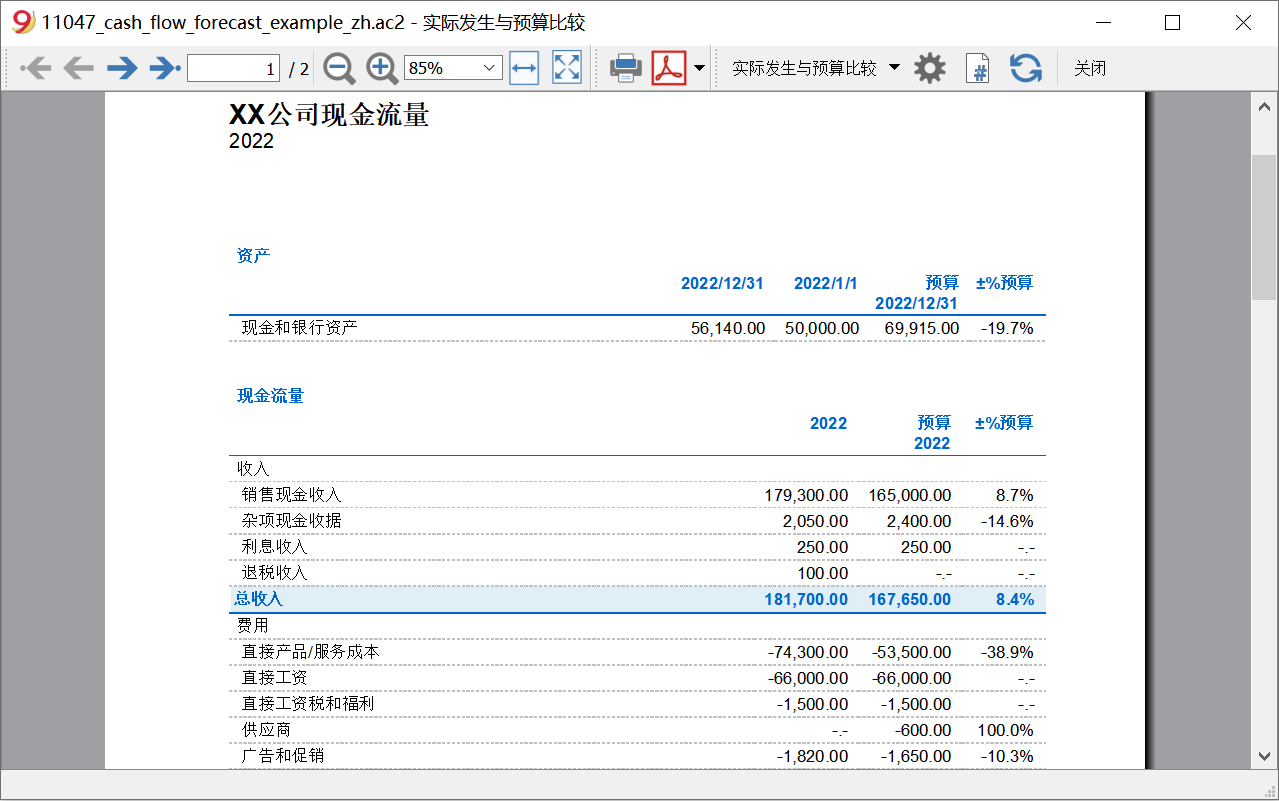 11047_cash_flow_forecast_example_zh.ac2 - 实际发生与预算比较
1 / 2 85% 实际发生与预算比较 # 关闭
XX公司现金流量
2022
资产
2022/12/31 2022/1/1 预算 ±%预算
2022/12/31
现金和银行资产 56,140.00 50,000.00 69,915.00 -19.7%
现金流量
2022 预算 ±%预算
2022
收入
销售现金收入 179,300.00 165,000.00 8.7%
杂项现金收据 2,050.00 2,400.00 -14.6%
利息收入 250.00 250.00 -.-
退税收入 100.00 -.- -.-
总收入 181,700.00 167,650.00 8.4%
费用
直接产品/服务成本 -74,300.00 -53,500.00 -38.9%
直接工资 -66,000.00 -66,000.00 -.-
直接工资税和福利 -1,500.00 -1,500.00 -.-
供应商 -.- -600.00 100.0%
广告和促销 -1,820.00 -1,650.00 -10.3%